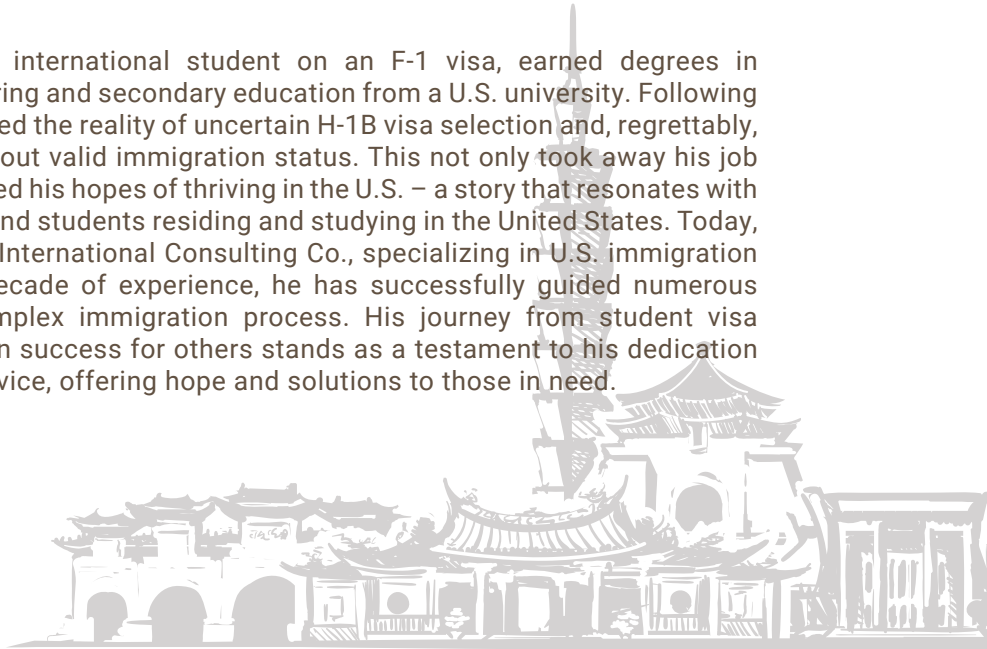 international student on an F-1 visa, earned degrees in
ing and secondary education from a U.S. university. Following
ed the reality of uncertain H-1B visa selection and, regrettably,
out valid immigration status. This not only took away his job
ed his hopes of thriving in the U.S. – a story that resonates with
nd students residing and studying in the United States. Today,
International Consulting Co., specializing in U.S. immigration
ecade of experience, he has successfully guided numerous
mplex immigration process. His journey from student visa
n success for others stands as a testament to his dedication
vice, offering hope and solutions to those in need.